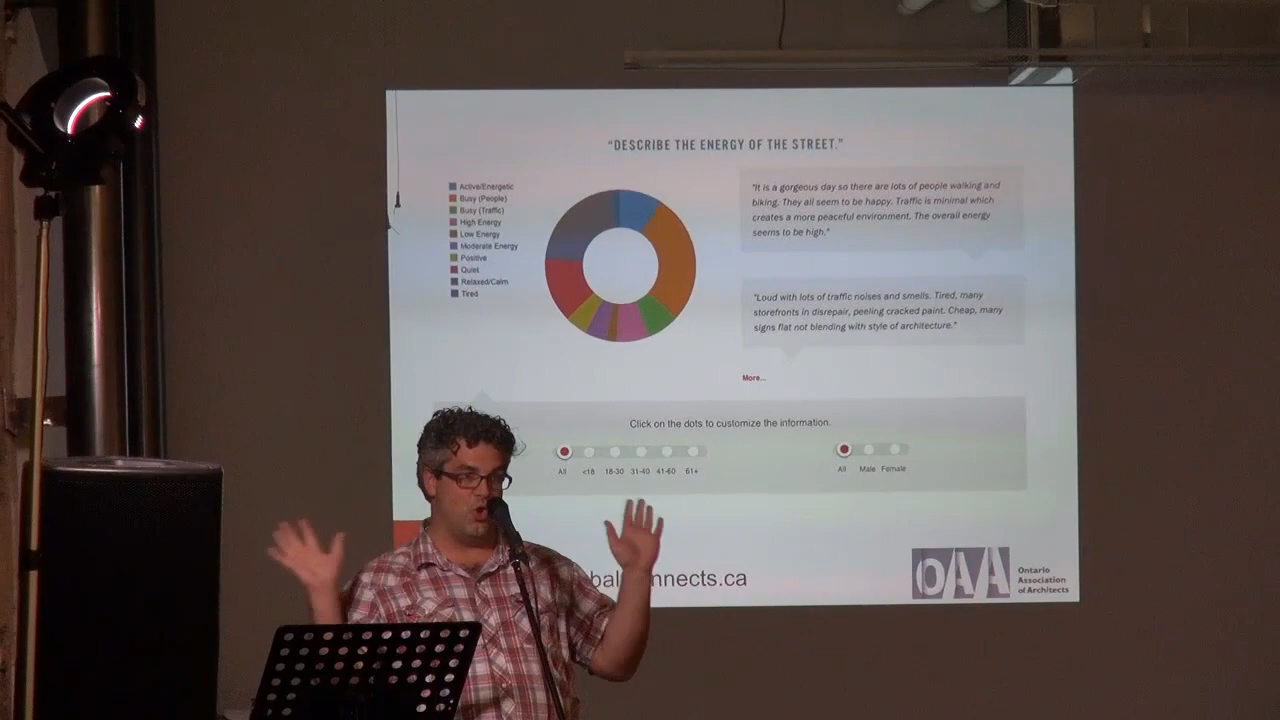 "DESCRIBE THE ENERGY OF THE STREET."
Active/Energetic
Busy (People)
Busy (Traffic)
High Energy
Low Energy
Moderate Energy
Positive
Quiet
Relaxed/Calm
Tired
"It is a gorgeous day so there are lots of people walking and
biking. They all seem to be happy. Traffic is minimal which
creates a more peaceful environment. The overall energy
seems to be high."
"Loud with lots of traffic noises and smells. Tired, many
storefronts in disrepair, peeling cracked paint. Cheap, many
signs flat not blending with style of architecture."
More...
Click on the dots to customize the information.
All <18 18-30 31-40 41-60 61+
All Male Female
nnects.ca
OAA
Ontario
Association
of Architects